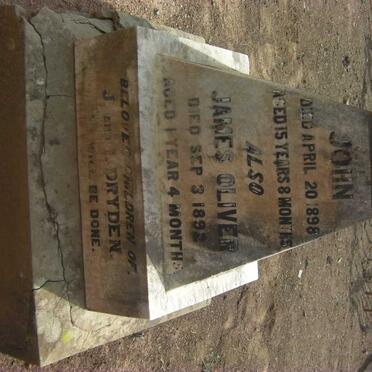 JOHN
DIED APRIL 20 1898
AGED 15 YEARS 8 MONTHS
ALSO
JAMES OLIVER
DIED SEP 3 1893
AGED 1 YEAR 4 MONTHS
BELOVED CHILDREN OF
J. DRYDEN.
BE DONE.